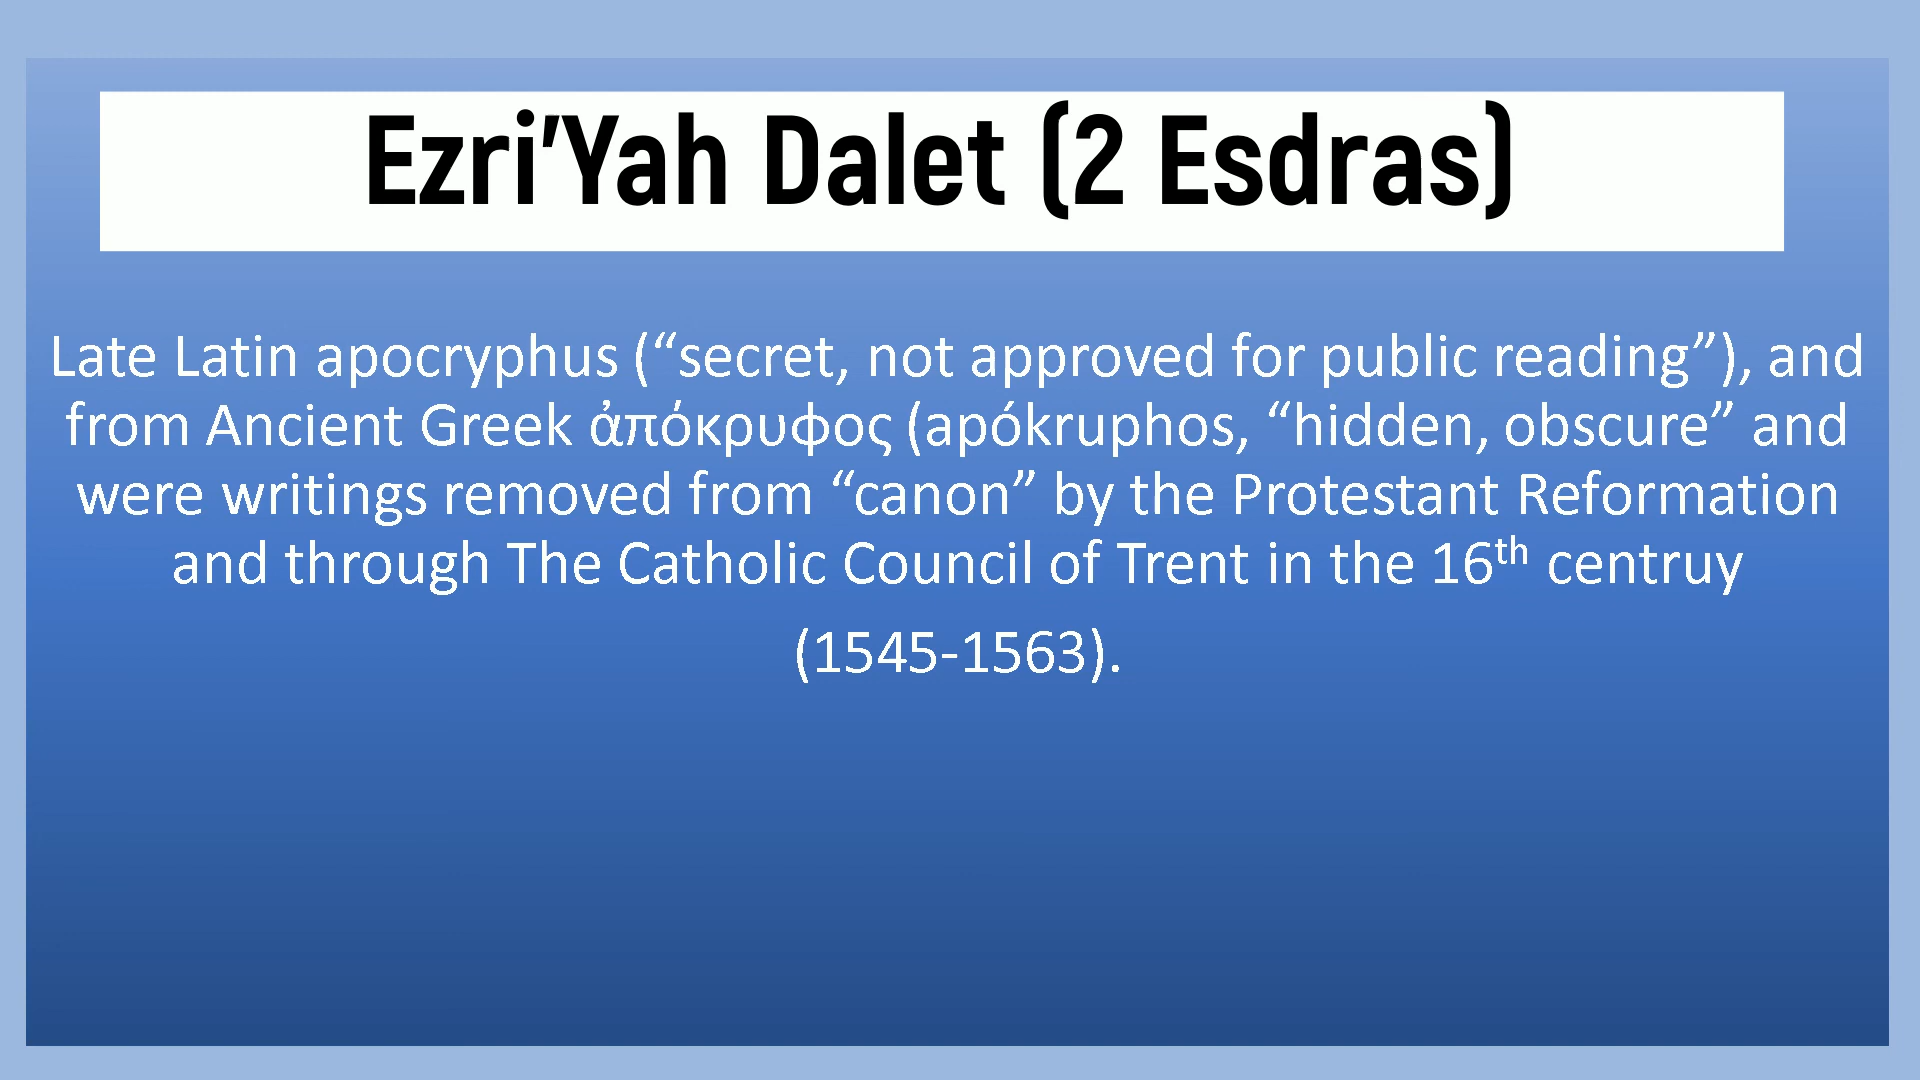 Ezri'Yah Dalet (2 Esdras)
Late Latin apocryphus (“secret, not approved for public reading”), and
from Ancient Greek ἀπόκρυφος (apókruphos, “hidden, obscure” and
were writings removed from “canon” by the Protestant Reformation
and through The Catholic Council of Trent in the 16th centruy
(1545-1563).